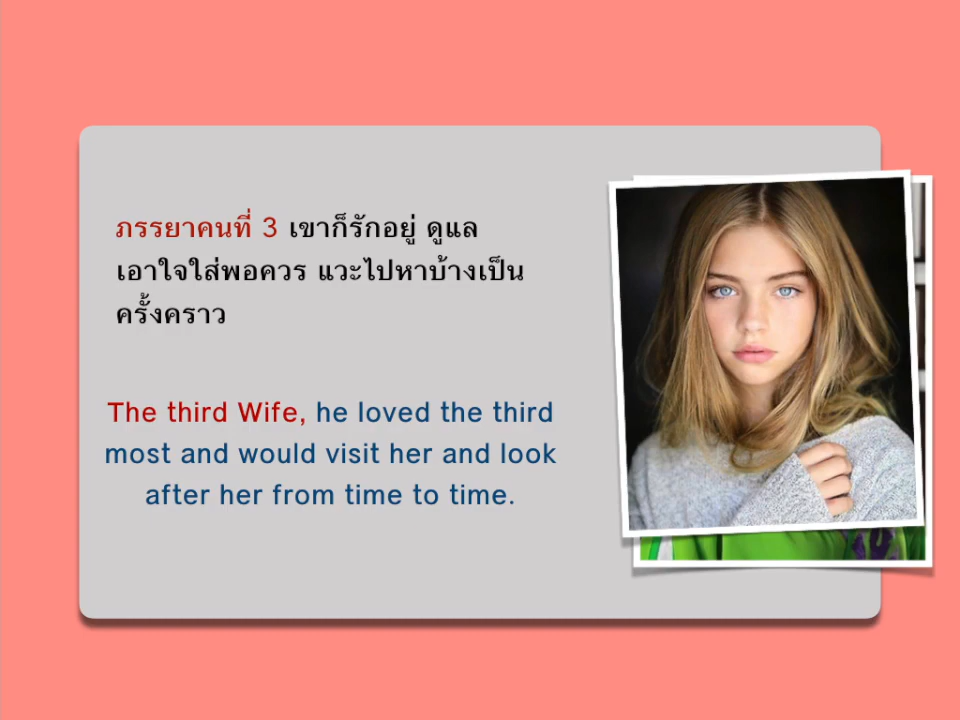 ภรรยาคนที่ 3 เขาก็รักอยู่ ดูแล
เอาใจใส่พอควร แวะไปหาบ้างเป็น
ครั้งคราว
The third Wife, he loved the third
most and would visit her and look
after her from time to time.